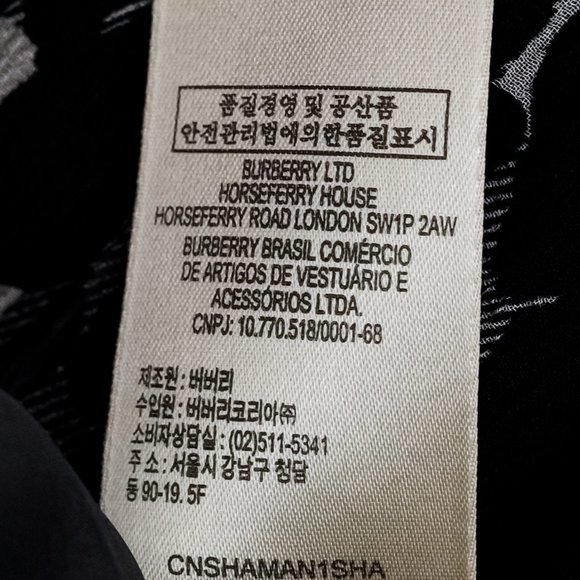 품질경영 및 공산품
안전관리법에의한품질표시
BURBERRY LTD
HORSEFERRY HOUSE
HORSEFERRY ROAD LONDON SW1P 2AW
BURBERRY BRASIL COMÉRCIO
DE ARTIGOS DE VESTUÁRIO E
ACESSÓRIOS LTDA.
CNPJ: 10.770.518/0001-68
제조원 : 버버리
수입원 : 버버리코리아㈜
소비자상담실 : (02)511-5341
주 소 : 서울시 강남구 청담
동 90-19. 5F
CNSHAMAN1SHA